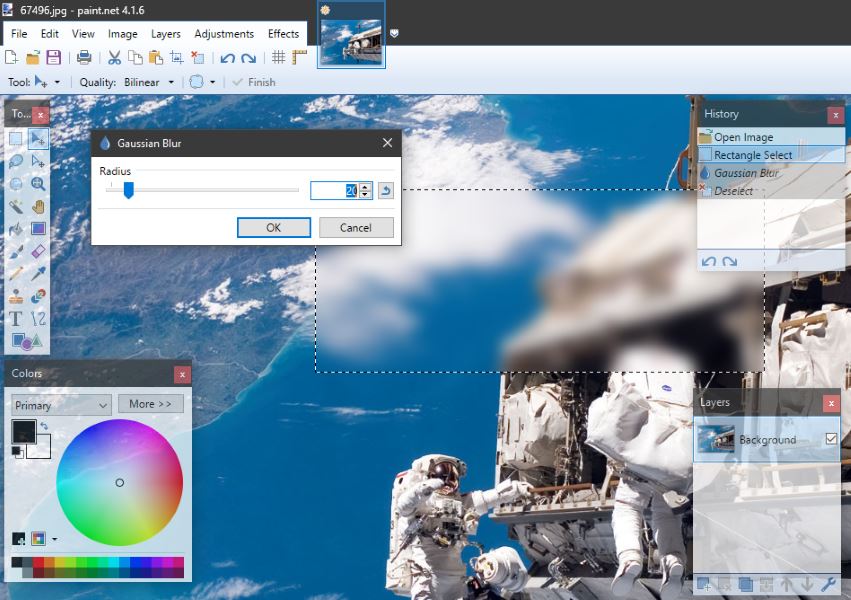 67496.jpg - paint.net 4.1.6
File Edit View Image Layers Adjustments Effects
Tool: Quality: Bilinear Finish
To...
Gaussian Blur
Radius
20
OK Cancel
History
Open Image
Rectangle Select
Gaussian Blur
Deselect
Colors
Primary More >>
Layers
Background